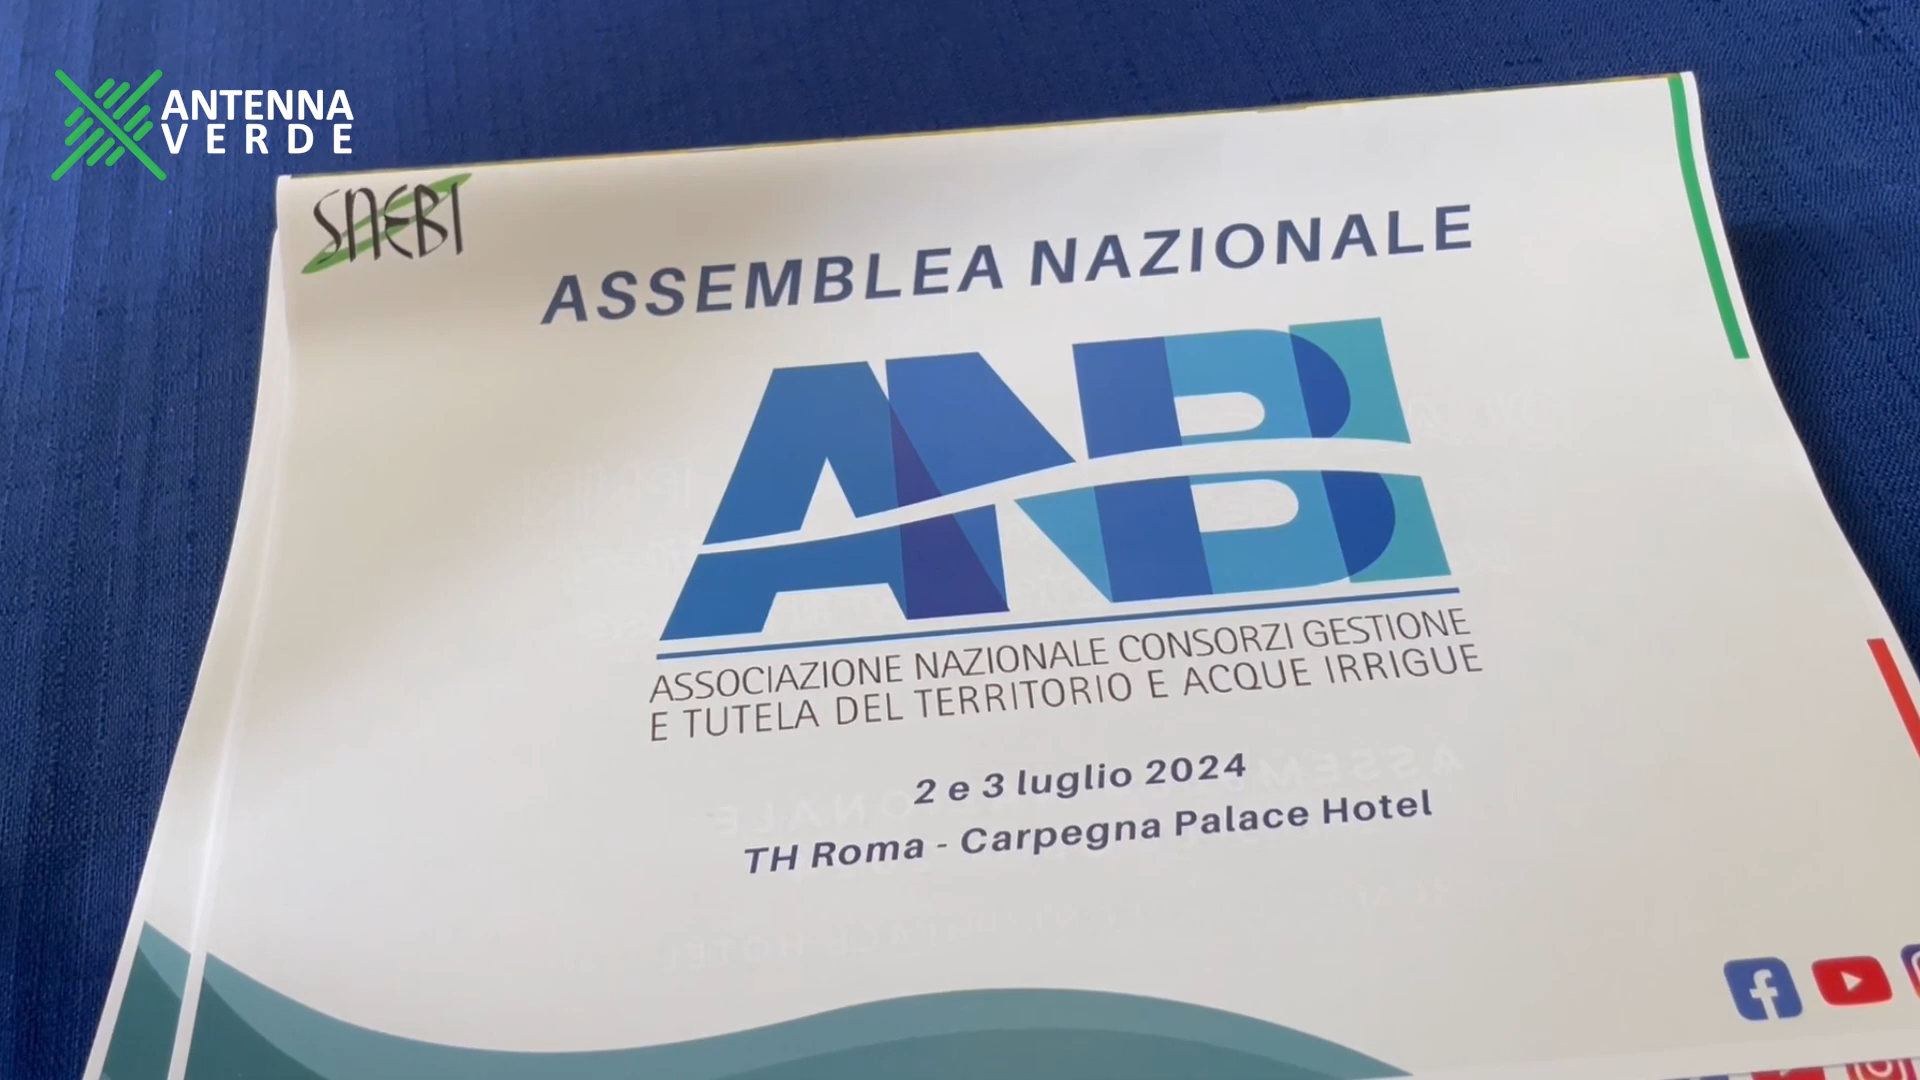 ANTENNA
VERDE
SNEBI
ASSEMBLEA NAZIONALE
ANBI
ASSOCIAZIONE NAZIONALE CONSORZI GESTIONE
E TUTELA DEL TERRITORIO E ACQUE IRRIGUE
2 e 3 luglio 2024
TH Roma - Carpegna Palace Hotel